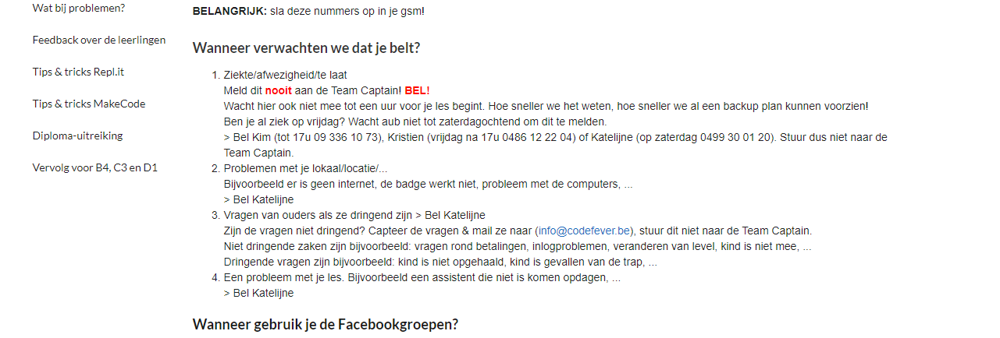 Wat bij problemen?
Feedback over de leerlingen
Tips & tricks Repl.it
Tips & tricks MakeCode
Diploma-uitreiking
Vervolg voor B4, C3 en D1
BELANGRIJK: sla deze nummers op in je gsm!
Wanneer verwachten we dat je belt?
1. Ziekte/afwezigheid/te laat
Meld dit nooit aan de Team Captain! BEL!
Wacht hier ook niet mee tot een uur voor je les begint. Hoe sneller we het weten, hoe sneller we al een backup plan kunnen voorzien!
Ben je al ziek op vrijdag? Wacht aub niet tot zaterdagochtend om dit te melden.
> Bel Kim (tot 17u 09 336 10 73), Kristien (vrijdag na 17u 0486 12 22 04) of Katelijne (op zaterdag 0499 30 01 20). Stuur dus niet naar de
Team Captain.
2. Problemen met je lokaal/locatie/...
Bijvoorbeeld er is geen internet, de badge werkt niet, probleem met de computers, ...
> Bel Katelijne
3. Vragen van ouders als ze dringend zijn > Bel Katelijne
Zijn de vragen niet dringend? Capteer de vragen & mail ze naar (info@codefever.be), stuur dit niet naar de Team Captain.
Niet dringende zaken zijn bijvoorbeeld: vragen rond betalingen, inlogproblemen, veranderen van level, kind is niet mee, ...
Dringende vragen zijn bijvoorbeeld: kind is niet opgehaald, kind is gevallen van de trap, ...
4. Een probleem met je les. Bijvoorbeeld een assistent die niet is komen opdagen, ...
> Bel Katelijne
Wanneer gebruik je de Facebookgroepen?